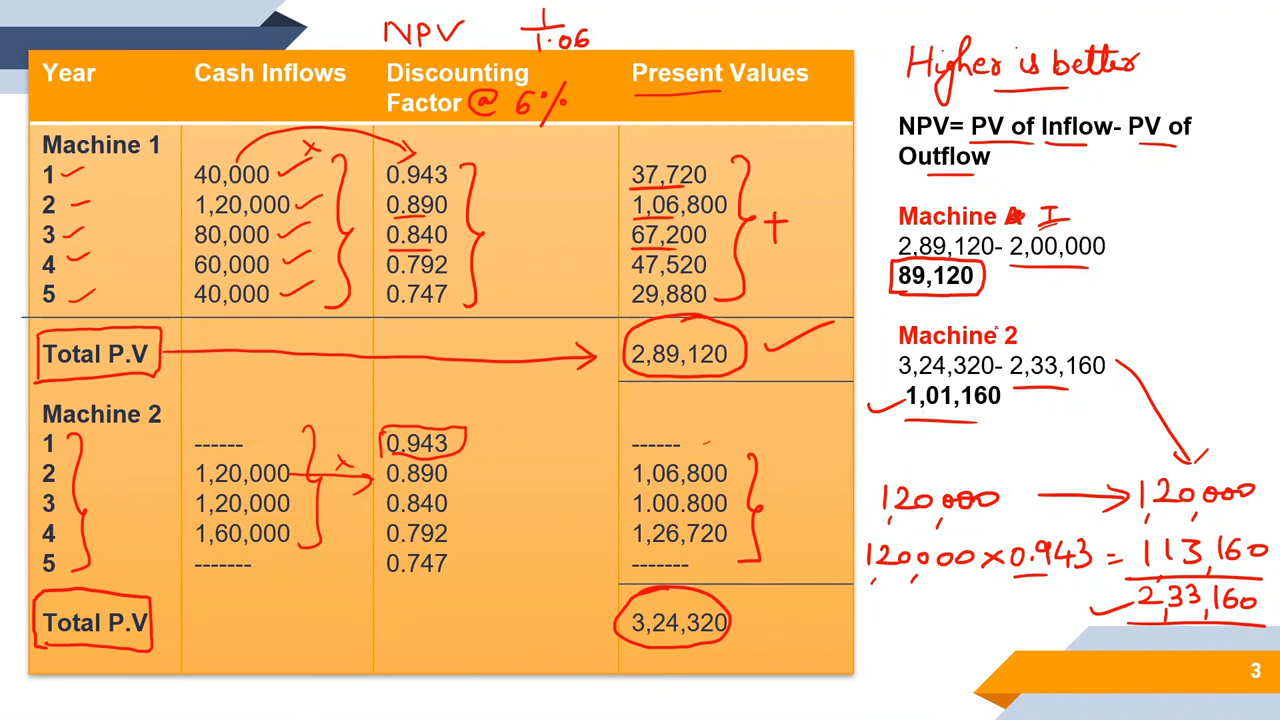 NPV 1/1.06
Year Cash Inflows Discounting Factor @ 6% Present Values
Machine 1
1 40,000 x 0.943 37,720
2 1,20,000 0.890 1,06,800
3 80,000 0.840 67,200 +
4 60,000 0.792 47,520
5 40,000 0.747 29,880
Total P.V 2,89,120
Machine 2
1 ------ 0.943 ------
2 1,20,000 x 0.890 1,06,800
3 1,20,000 0.840 1.00.800
4 1,60,000 0.792 1,26,720
5 ------- 0.747 -------
Total P.V 3,24,320
Higher is better
NPV= PV of Inflow- PV of
Outflow
Machine I
2,89,120- 2,00,000
89,120
Machine 2
3,24,320- 2,33,160
1,01,160
120,000 → 120,000
120,000 x 0.943 = 113,160
2,33,160
3